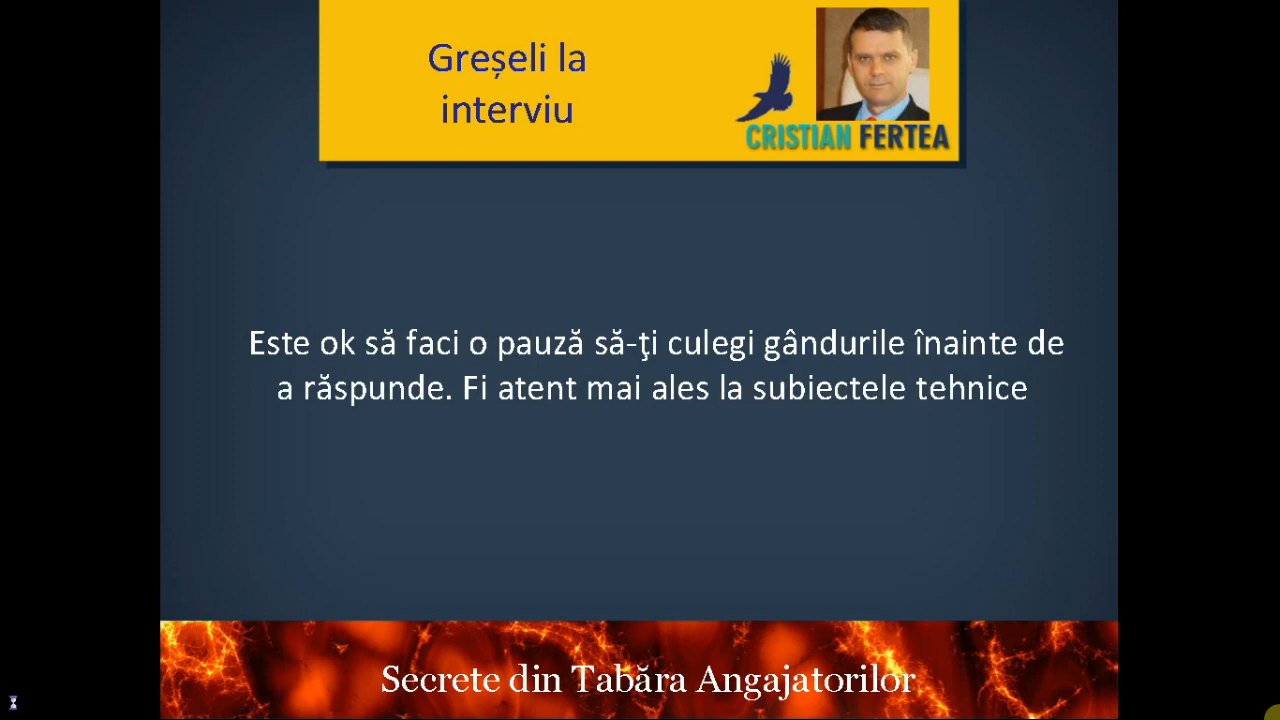 Greșeli la
interviu
CRISTIAN FERTEA
Este ok să faci o pauză să-ţi culegi gândurile înainte de
a răspunde. Fi atent mai ales la subiectele tehnice
Secrete din Tabăra Angajatorilor